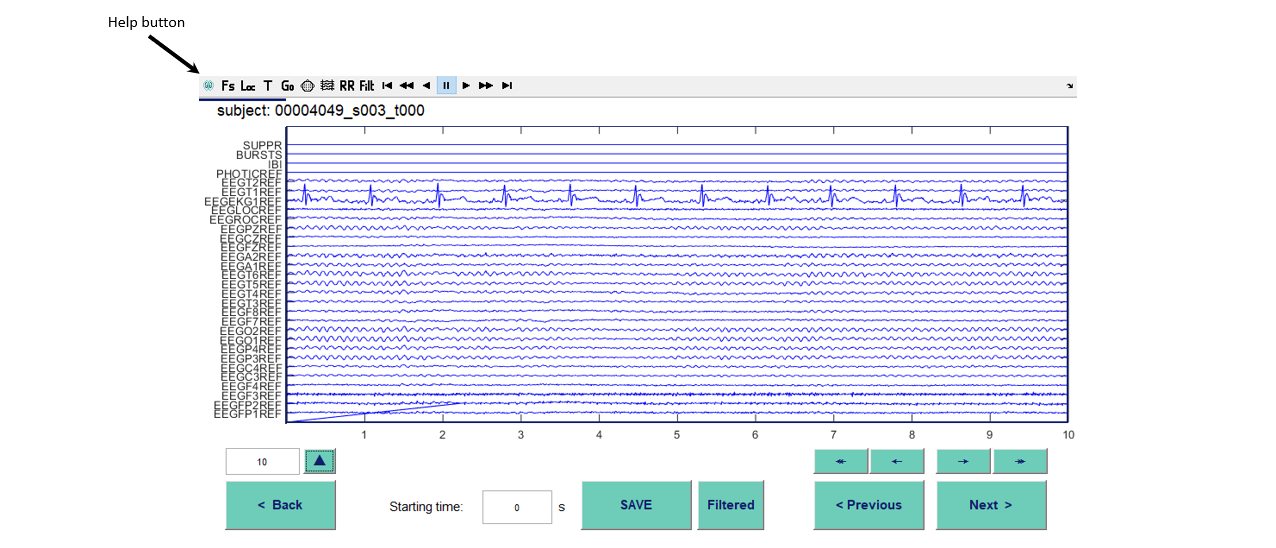 Help button
Fs Loc T Go RR Filt
subject: 00004049_s003_t000
SUPPR
BURSTS
IBI
PHOTICREF
EEGT2REF
EEGT1REF
EEGEKG1REF
EEGLOCREF
EEGROCREF
EEGPZREF
EEGCZREF
EEGFZREF
EEGA2REF
EEGA1REF
EEGT6REF
EEGT5REF
EEGT4REF
EEGT3REF
EEGF8REF
EEGF7REF
EEGO2REF
EEGO1REF
EEGP4REF
EEGP3REF
EEGC4REF
EEGC3REF
EEGF4REF
EEGF3REF
EEGFP2REF
EEGFP1REF
1 2 3 4 5 6 7 8 9 10
10
< Back Starting time: 0 s SAVE Filtered < Previous Next >